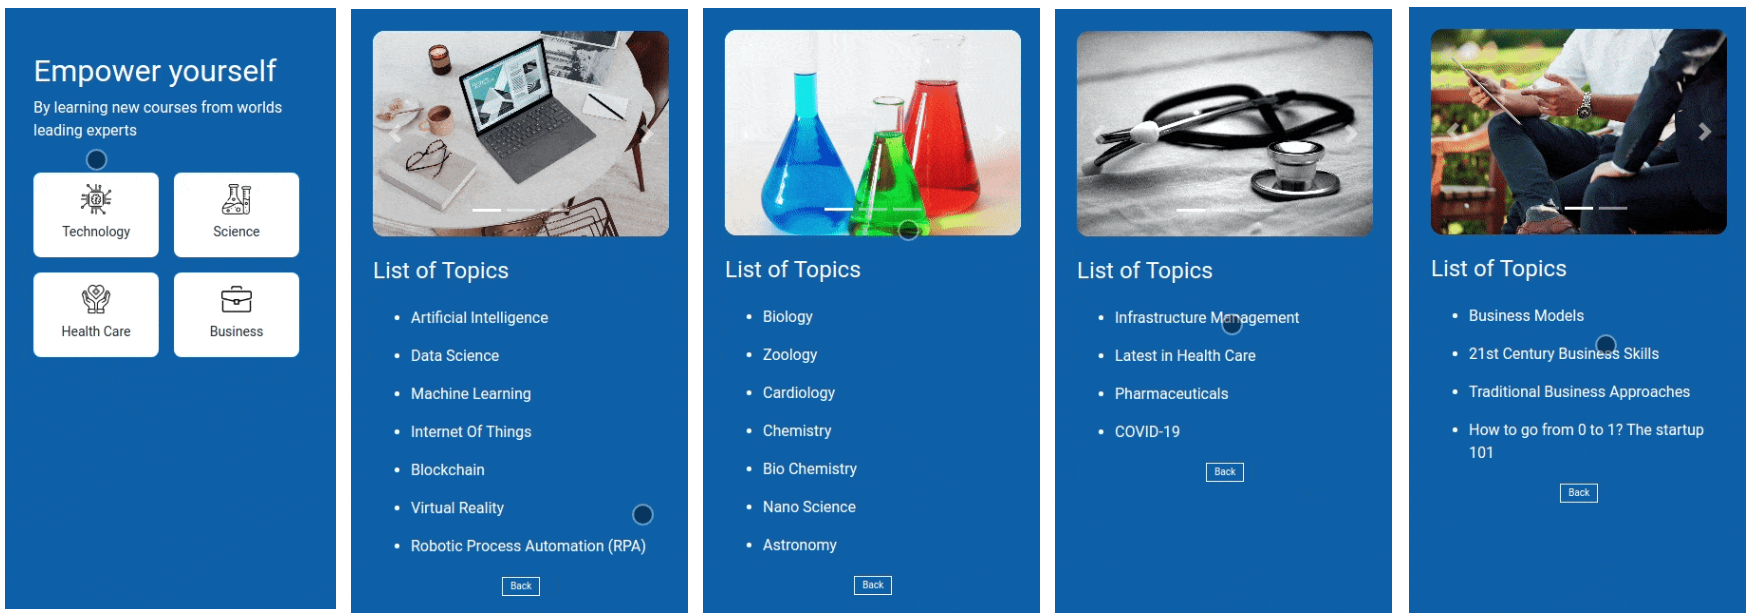 Empower yourself
By learning new courses from worlds
leading experts
Technology
Science
Health Care
Business
List of Topics
Artificial Intelligence
Data Science
Machine Learning
Internet Of Things
Blockchain
Virtual Reality
Robotic Process Automation (RPA)
Back
List of Topics
Biology
Zoology
Cardiology
Chemistry
Bio Chemistry
Nano Science
Astronomy
Back
List of Topics
Infrastructure Management
Latest in Health Care
Pharmaceuticals
COVID-19
Back
List of Topics
Business Models
21st Century Business Skills
Traditional Business Approaches
How to go from 0 to 1? The startup
101
Back